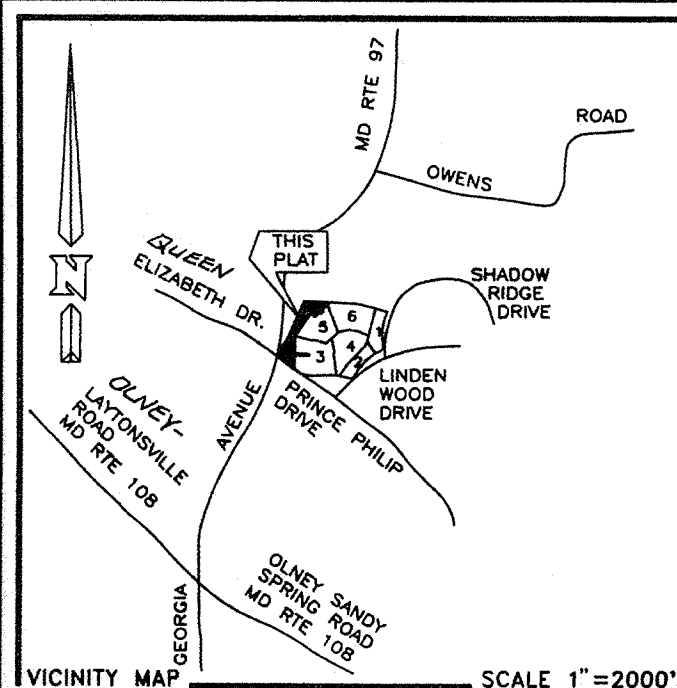 MD RTE 97
ROAD
OWENS
THIS
PLAT
QUEEN
ELIZABETH DR.
N
SHADOW
RIDGE
DRIVE
6
5
1
4
3
2
LINDEN
WOOD
DRIVE
PRINCE PHILIP
DRIVE
AVENUE
OLNEY-
LAYTONSVILLE
ROAD
MD RTE 108
OLNEY SANDY
SPRING ROAD
MD RTE 108
GEORGIA
VICINITY MAP
SCALE 1"=2000'